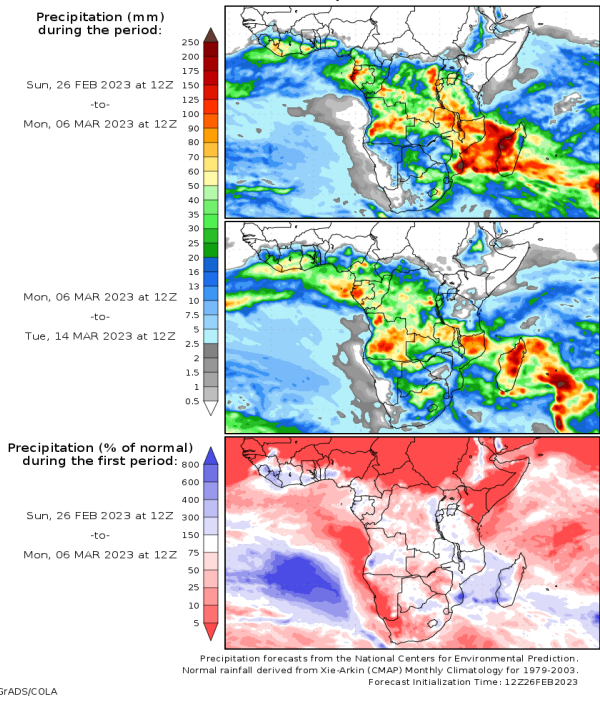 Precipitation (mm)
during the period:
250
200
175
150
125
100
90
80
70
60
50
40
35
30
25
20
16
13
10
7.5
5
2.5
2
1.5
1
0.5
Sun, 26 FEB 2023 at 12Z
-to-
Mon, 06 MAR 2023 at 12Z
Mon, 06 MAR 2023 at 12Z
-to-
Tue, 14 MAR 2023 at 12Z
Precipitation (% of normal)
during the first period:
800
600
400
300
150
75
50
25
10
5
Sun, 26 FEB 2023 at 12Z
-to-
Mon, 06 MAR 2023 at 12Z
Precipitation forecasts from the National Centers for Environmental Prediction.
Normal rainfall derived from Xie-Arkin (CMAP) Monthly Climatology for 1979-2003.
Forecast Initialization Time: 12Z26FEB2023
GrADS/COLA